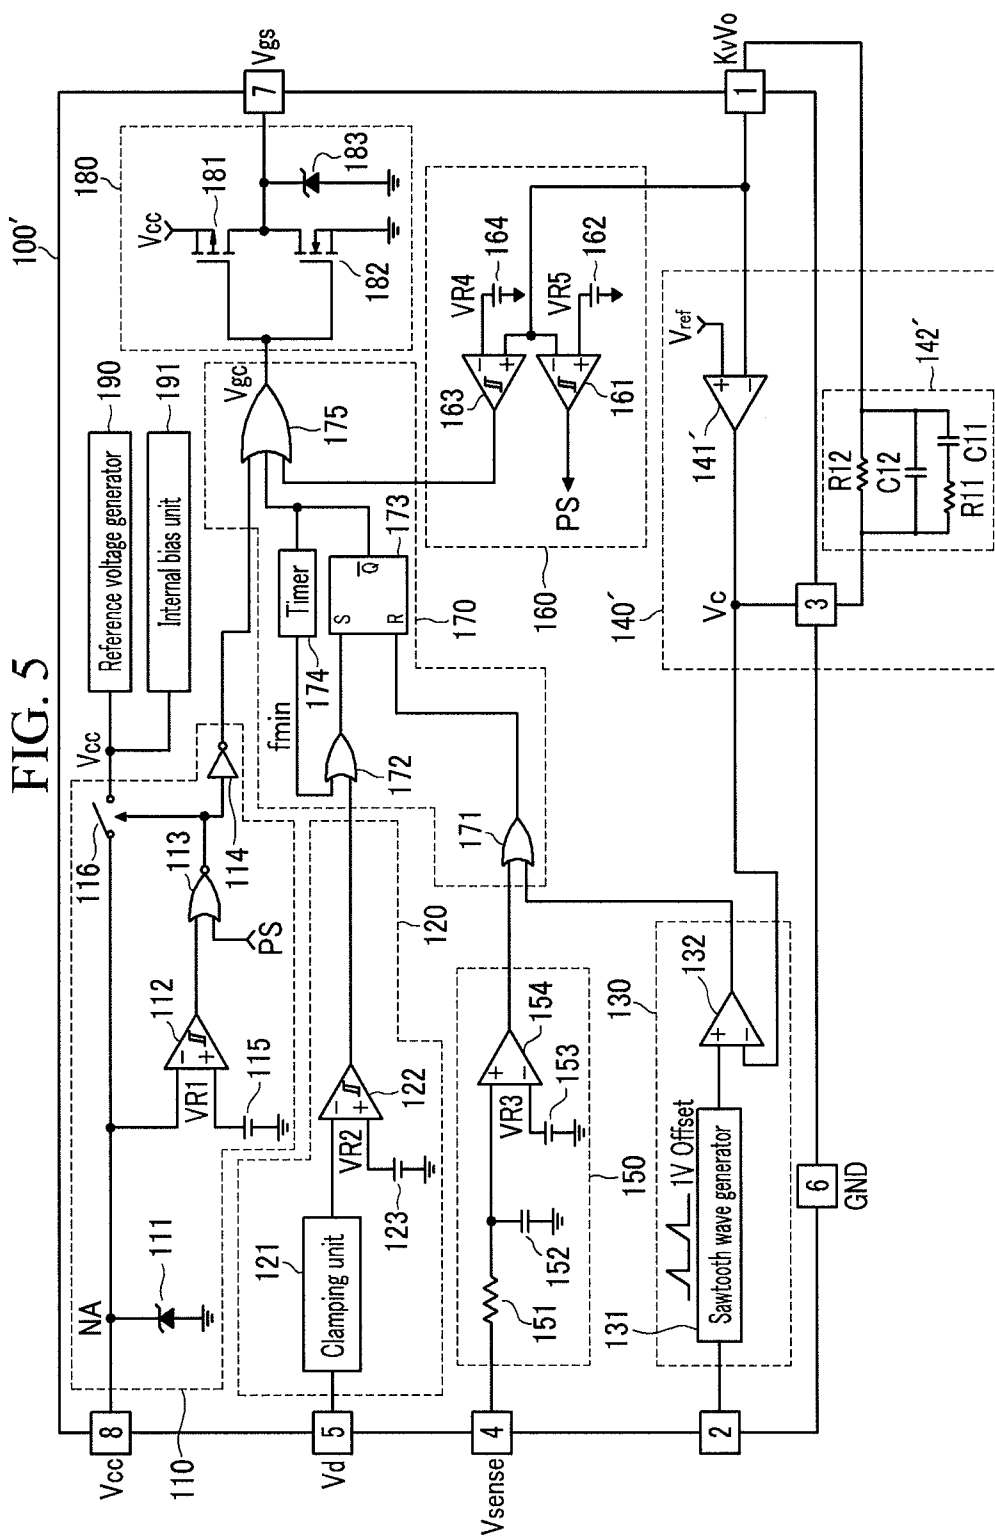 FIG. 5
100'
Vcc
8
110
NA
111
VR1
115
112
PS
113
114
116
Vcc
190
Reference voltage generator
191
Internal bias unit
180
Vcc
181
182
183
7
Vgs
Vd
5
121
Clamping unit
VR2
123
122
120
fmin
172
174
Timer
S
R
Q
173
170
Vgc
175
171
Vsense
4
151
152
VR3
153
154
150
160
PS
163
161
VR4
164
VR5
162
KvVo
1
2
131
Sawtooth wave generator
1V Offset
130
132
140'
Vc
141'
Vref
142'
R12
C12
R11
C11
3
6
GND